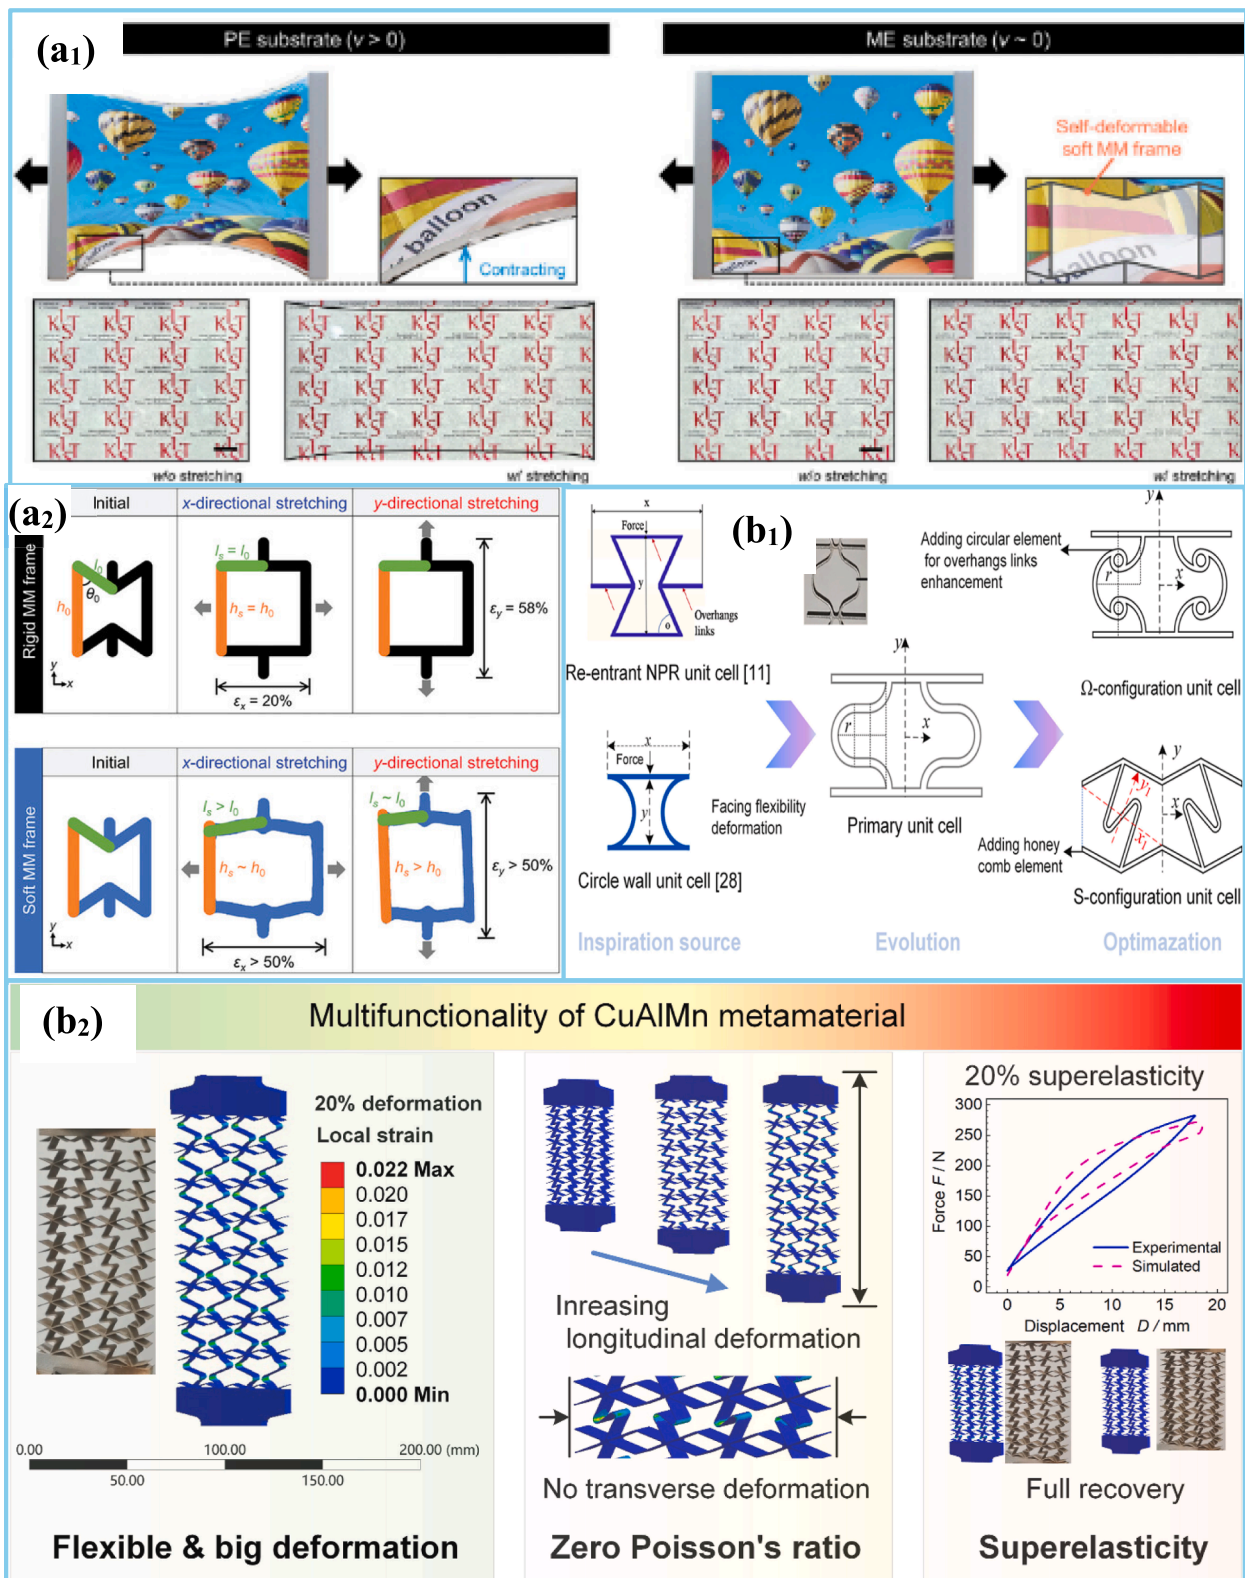 (a1)
PE substrate (v > 0)
ME substrate (v ~ 0)
Self-deformable
soft MM frame
balloon
Contracting
balloon
KIST KIST KIST KIST
w/o stretching
w/ stretching
w/o stretching
w/ stretching
(a2)
Initial
x-directional stretching
y-directional stretching
Rigid MM frame
l0
θ0
h0
y
x
ls = l0
hs = h0
εx = 20%
εy = 58%
Initial
x-directional stretching
y-directional stretching
Soft MM frame
y
x
ls > l0
hs ~ h0
εx > 50%
ls ~ l0
hs > h0
εy > 50%
(b1)
x
Force
y
θ
Overhangs
links
Re-entrant NPR unit cell [11]
x
Force
y
Facing flexibility
deformation
Circle wall unit cell [28]
Inspiration source
y
r
x
Primary unit cell
Evolution
Adding circular element
for overhangs links
enhancement
y
r
x
Ω-configuration unit cell
y
y1
x
x1
Adding honey
comb element
S-configuration unit cell
Optimazation
(b2)
Multifunctionality of CuAlMn metamaterial
20% deformation
Local strain
0.022 Max
0.020
0.017
0.015
0.012
0.010
0.007
0.005
0.002
0.000 Min
0.00
100.00
200.00 (mm)
50.00
150.00
Flexible & big deformation
Inreasing
longitudinal deformation
No transverse deformation
Zero Poisson's ratio
20% superelasticity
300
250
200
150
100
50
0
Force F / N
Experimental
Simulated
0 5 10 15 20
Displacement D / mm
Full recovery
Superelasticity